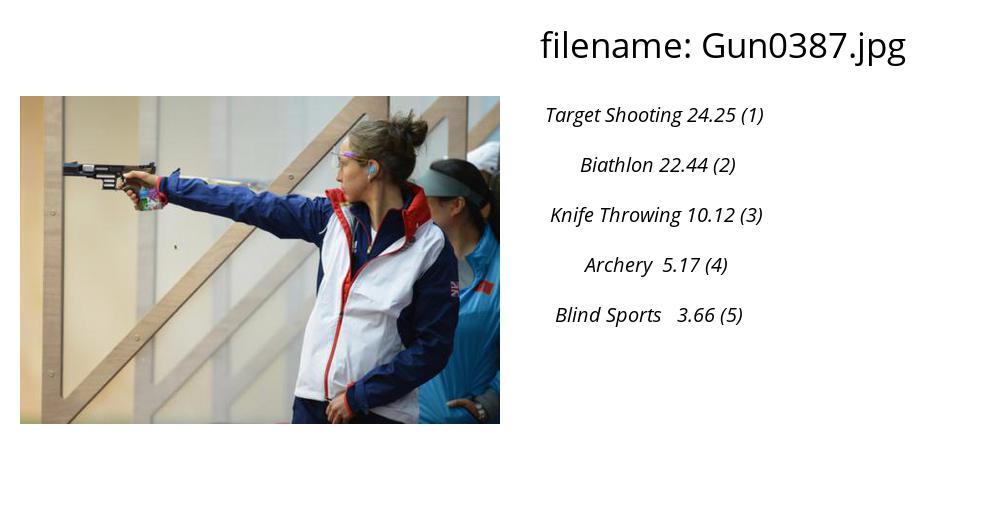 filename: Gun0387.jpg
Target Shooting 24.25 (1)
Biathlon 22.44 (2)
Knife Throwing 10.12 (3)
Archery 5.17 (4)
Blind Sports 3.66 (5)